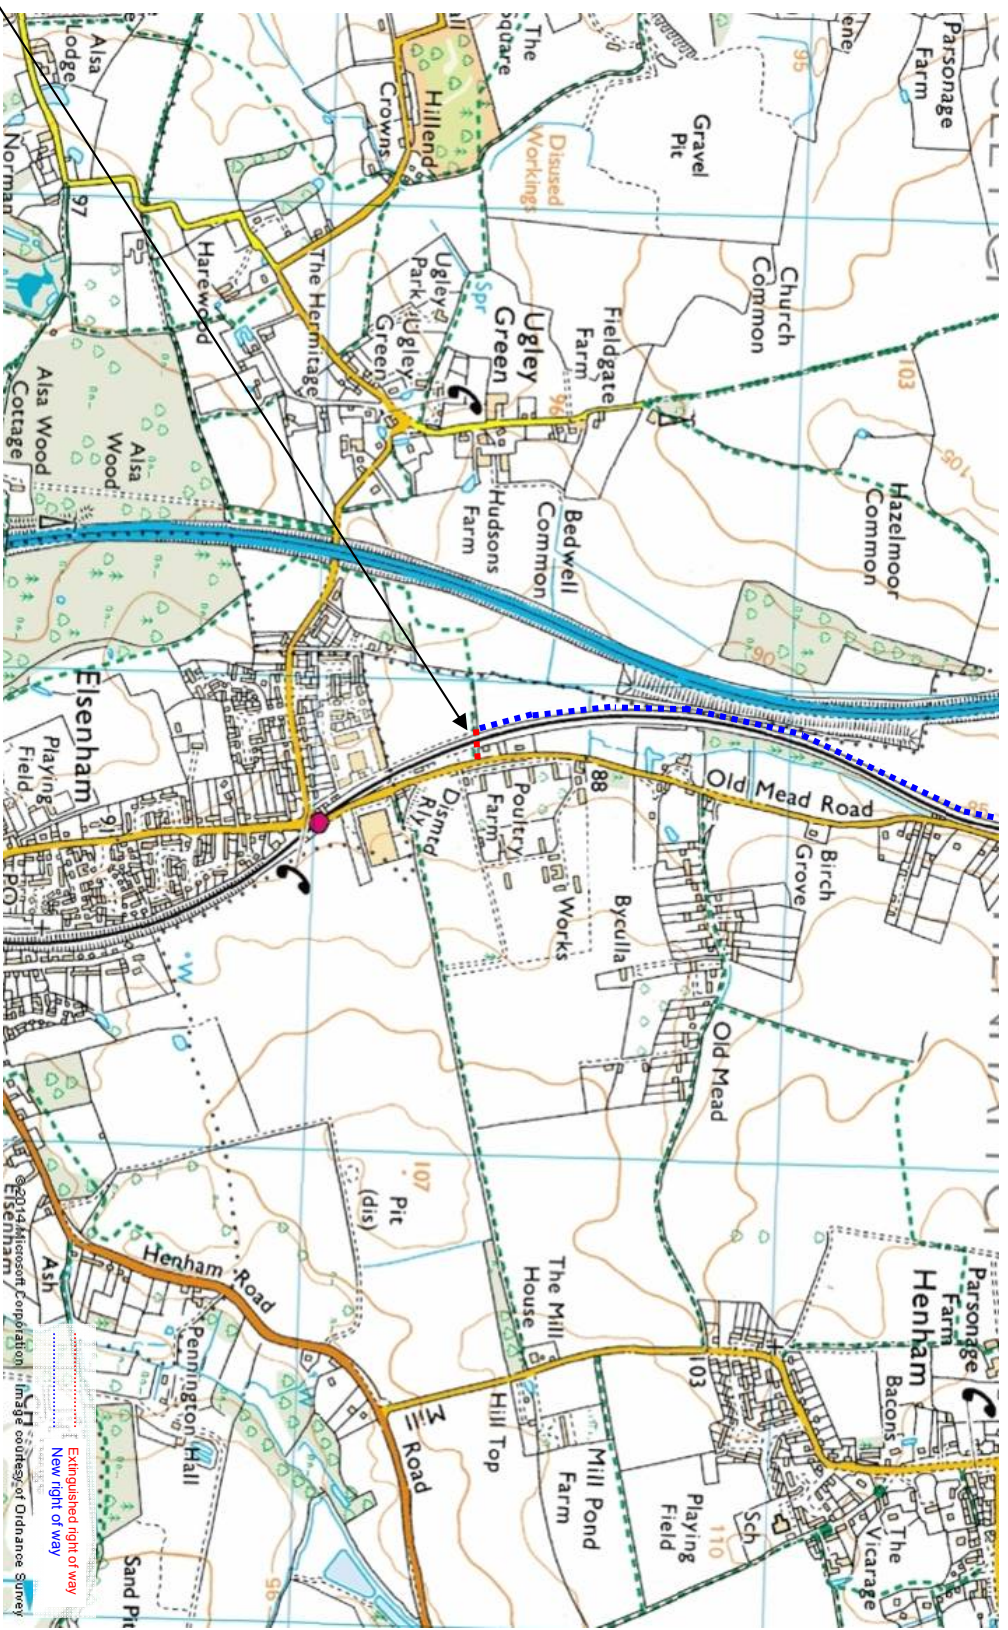 Parsonage
Farm
95
Gravel
Pit
The
Square
Disused
Workings
Hillend
Crowns
Alsa
Lodge
Norman
97
Church
Common
103
105
Hazelmoor
Common
Fieldgate
Farm
96
Ugley
Green
Spr
Ugley
Park
Ugley
Green
The Hermitage
Harewood
Hudsons
Farm
Bedwell
Common
Alsa
Wood
Alsa Wood
Cottage
90
95
Old Mead Road
88
Birch
Grove
Poultry
Farm
Works
Dismtd
Rly
Byculla
Elsenham
Playing
Field
91
P.O
W
Old Mead
107
Pit
(dis)
The Mill
House
Parsonage
Farm
Henham
Bacons
103
Henham Road
Ash
Elsenham
Pennington Hall
W
Hill Top
Mill Road
Mill Pond
Farm
Playing
Field
110
Sch
The
Vicarage
Sand Pit
95
Extinguished right of way
New right of way
© 2014 Microsoft Corporation Image courtesy of Ordnance Survey